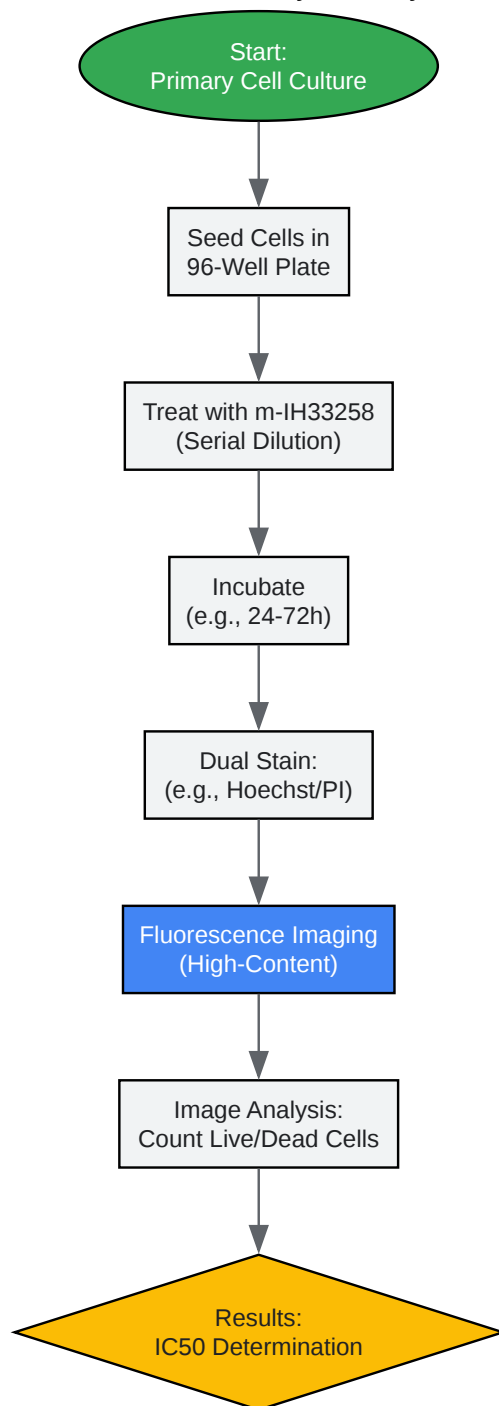 Start:
Primary Cell Culture
Seed Cells in
96-Well Plate
Treat with m-IH33258
(Serial Dilution)
Incubate
(e.g., 24-72h)
Dual Stain:
(e.g., Hoechst/PI)
Fluorescence Imaging
(High-Content)
Image Analysis:
Count Live/Dead Cells
Results:
IC50 Determination